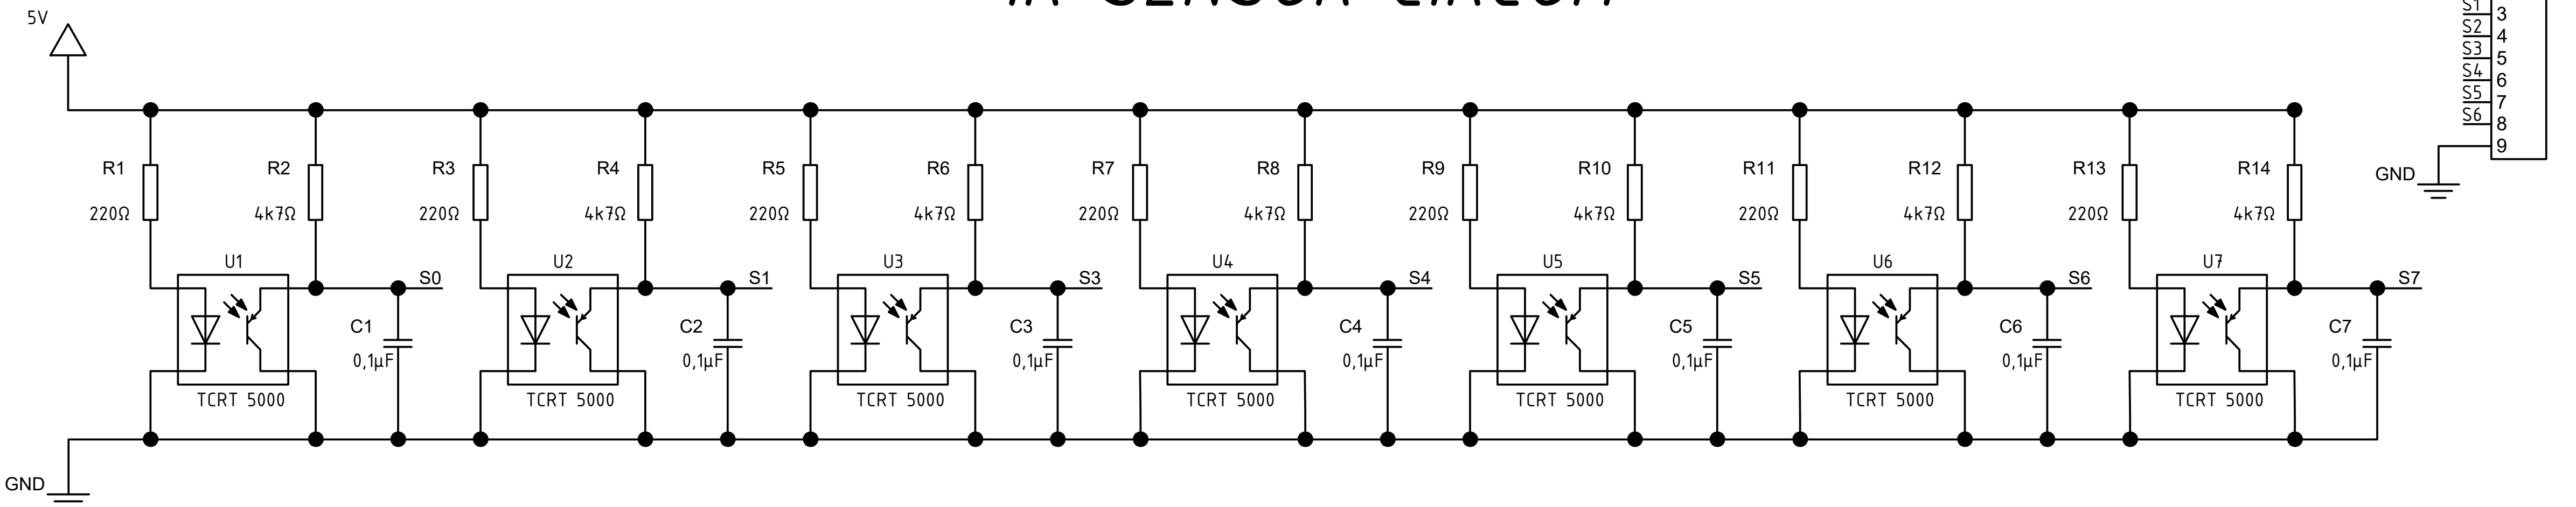 IR SENSOR CIRCUIT
5V
S1 3
S2 4
S3 5
S4 6
S5 7
S6 8
9
GND
R1 R2 R3 R4 R5 R6 R7 R8 R9 R10 R11 R12 R13 R14
220Ω 4k7Ω 220Ω 4k7Ω 220Ω 4k7Ω 220Ω 4k7Ω 220Ω 4k7Ω 220Ω 4k7Ω 220Ω 4k7Ω
U1 U2 U3 U4 U5 U6 U7
S0 S1 S3 S4 S5 S6 S7
C1 C2 C3 C4 C5 C6 C7
0,1µF 0,1µF 0,1µF 0,1µF 0,1µF 0,1µF 0,1µF
TCRT 5000 TCRT 5000 TCRT 5000 TCRT 5000 TCRT 5000 TCRT 5000 TCRT 5000
GND